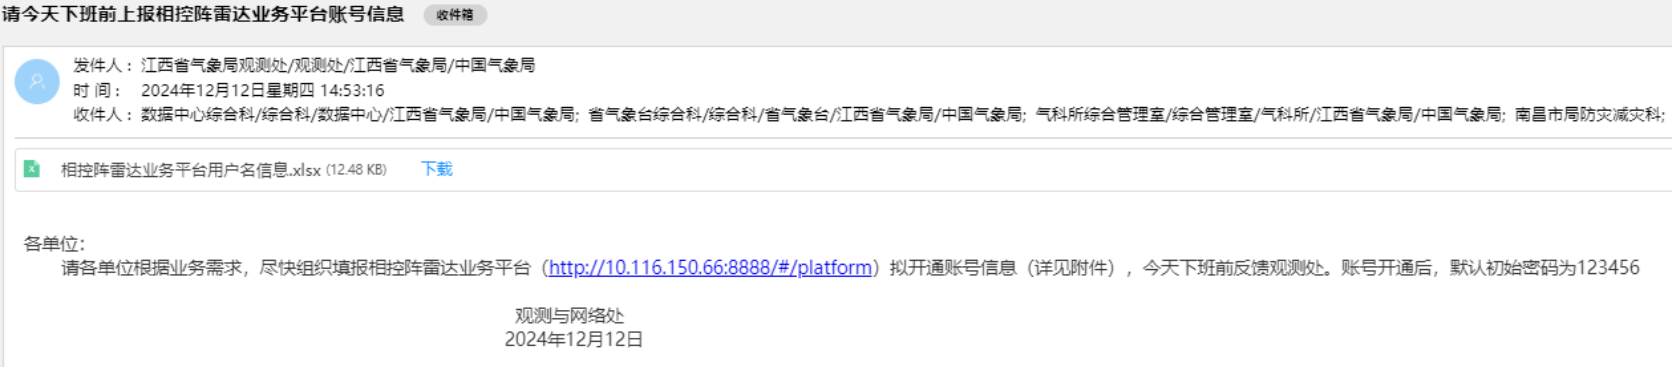 请今天下班前上报相控阵雷达业务平台账号信息 收件箱
发件人：江西省气象局观测处/观测处/江西省气象局/中国气象局
时 间：2024年12月12日星期四 14:53:16
收件人：数据中心综合科/综合科/数据中心/江西省气象局/中国气象局; 省气象台综合科/综合科/省气象台/江西省气象局/中国气象局; 气科所综合管理室/综合管理室/气科所/江西省气象局/中国气象局; 南昌市局防灾减灾科;
相控阵雷达业务平台用户名信息.xlsx (12.48 KB) 下载
各单位：
请各单位根据业务需求，尽快组织填报相控阵雷达业务平台（http://10.116.150.66:8888/#/platform）拟开通账号信息（详见附件），今天下班前反馈观测处。账号开通后，默认初始密码为123456
观测与网络处
2024年12月12日